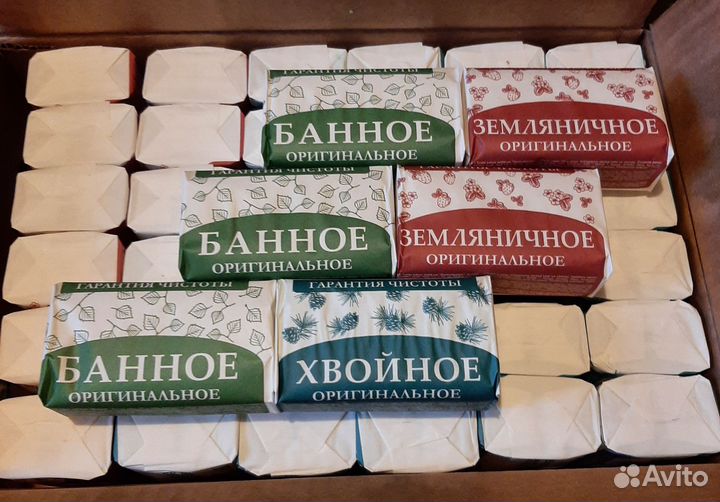 ГАРАНТИЯ ЧИСТОТЫ
БАННОЕ
ОРИГИНАЛЬНОЕ
ЗЕМЛЯНИЧНОЕ
ОРИГИНАЛЬНОЕ
ГАРАНТИЯ ЧИСТОТЫ
БАННОЕ
ОРИГИНАЛЬНОЕ
ЗЕМЛЯНИЧНОЕ
ОРИГИНАЛЬНОЕ
ГАРАНТИЯ ЧИСТОТЫ
БАННОЕ
ОРИГИНАЛЬНОЕ
ГАРАНТИЯ ЧИСТОТЫ
ХВОЙНОЕ
ОРИГИНАЛЬНОЕ
Avito